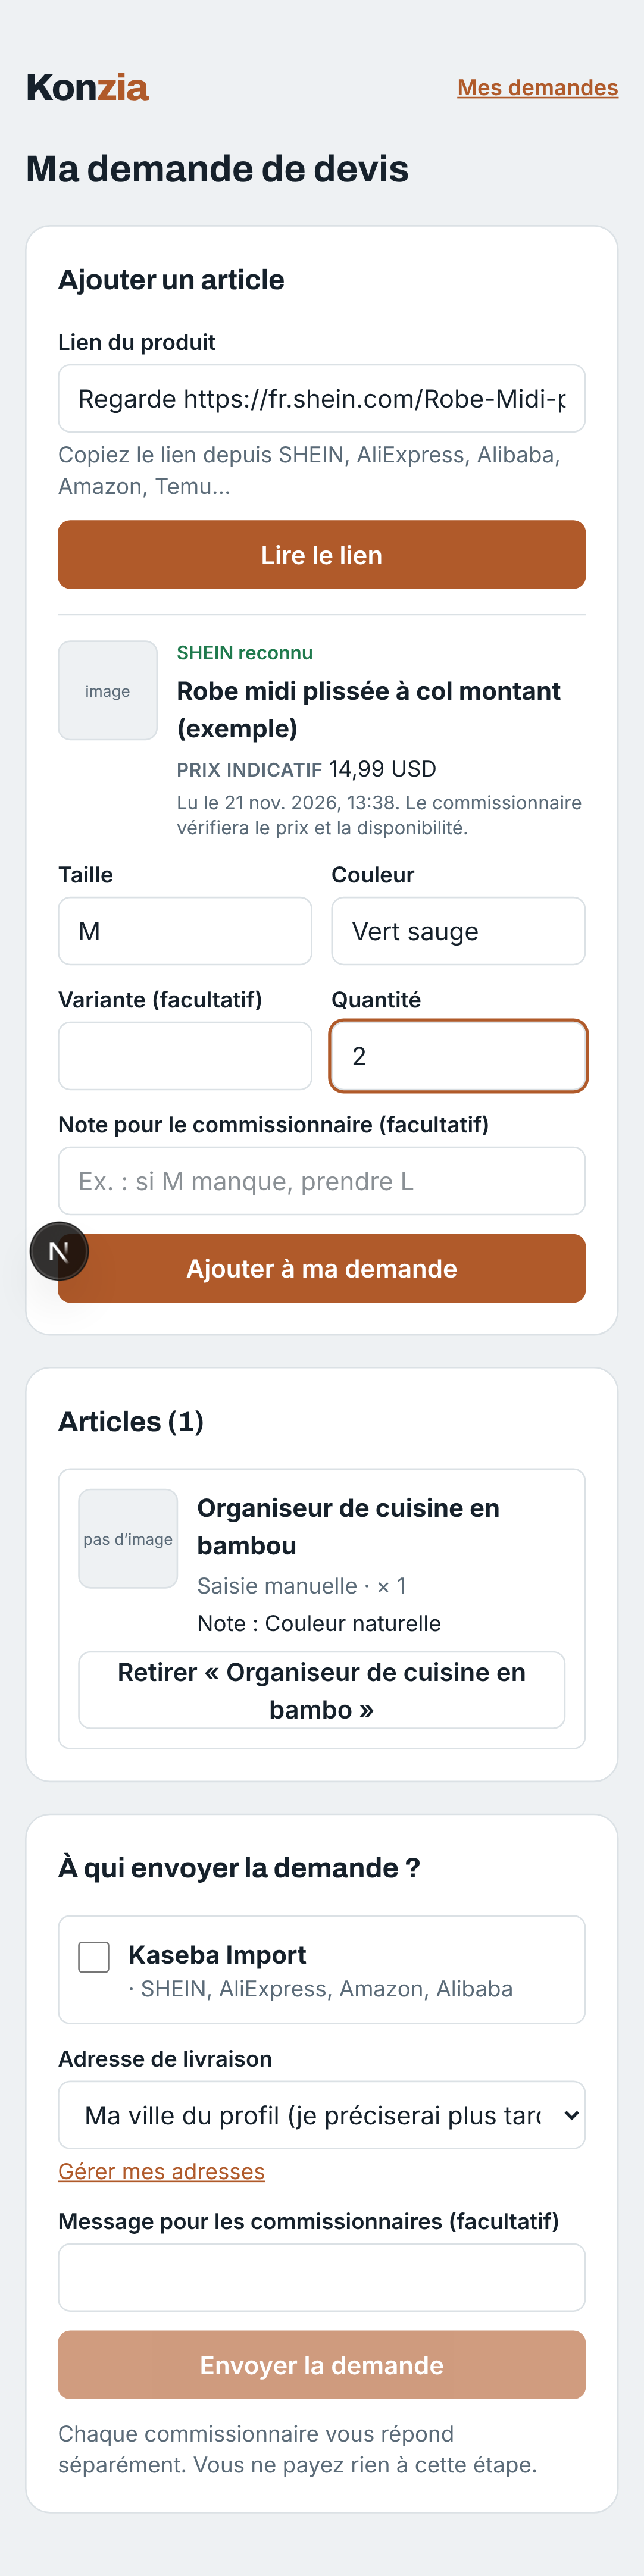 Konzia
Mes demandes
Ma demande de devis
Ajouter un article
Lien du produit
Regarde https://fr.shein.com/Robe-Midi-p
Copiez le lien depuis SHEIN, AliExpress, Alibaba,
Amazon, Temu…
Lire le lien
image
SHEIN reconnu
Robe midi plissée à col montant
(exemple)
PRIX INDICATIF 14,99 USD
Lu le 21 nov. 2026, 13:38. Le commissionnaire
vérifiera le prix et la disponibilité.
Taille
Couleur
M
Vert sauge
Variante (facultatif)
Quantité
2
Note pour le commissionnaire (facultatif)
Ex. : si M manque, prendre L
N
Ajouter à ma demande
Articles (1)
pas d’image
Organiseur de cuisine en
bambou
Saisie manuelle · × 1
Note : Couleur naturelle
Retirer « Organiseur de cuisine en
bambo »
À qui envoyer la demande ?
Kaseba Import
· SHEIN, AliExpress, Amazon, Alibaba
Adresse de livraison
Ma ville du profil (je préciserai plus tard
Gérer mes adresses
Message pour les commissionnaires (facultatif)
Envoyer la demande
Chaque commissionnaire vous répond
séparément. Vous ne payez rien à cette étape.